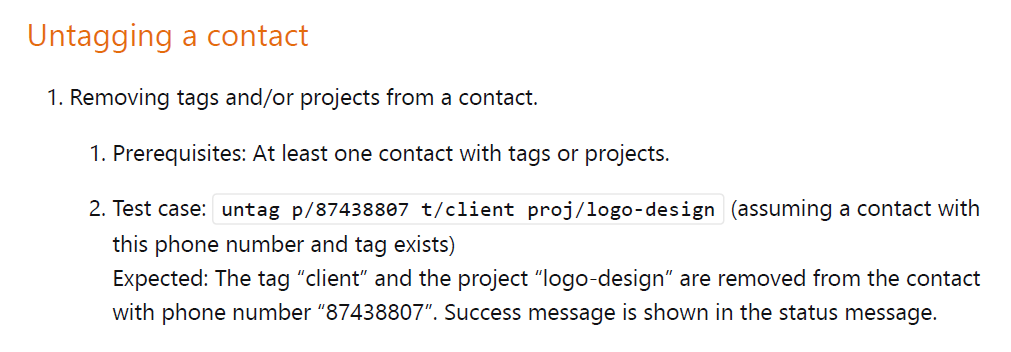 Untagging a contact
1. Removing tags and/or projects from a contact.
1. Prerequisites: At least one contact with tags or projects.
2. Test case: untag p/87438807 t/client proj/logo-design (assuming a contact with
this phone number and tag exists)
Expected: The tag “client” and the project “logo-design” are removed from the contact
with phone number “87438807”. Success message is shown in the status message.